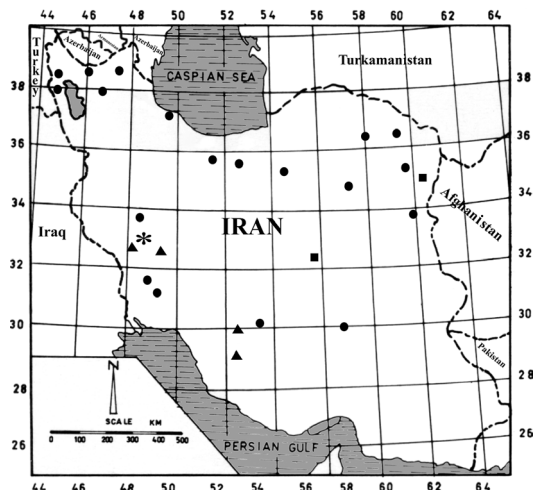 44 46 48 50 52 54 56 58 60 62
Turkey
Azerbaijan
Azerbaijan
CASPIAN SEA
Turkamanistan
38 38
36 36
34 34
Iraq
IRAN
Afghanistan
32 32
30 30
Pakistan
28 28
N
SCALE KM
0 100 200 300 400 500
PERSIAN GULF
26 26
25 25
44 46 48 50 52 54 56 58 60 62